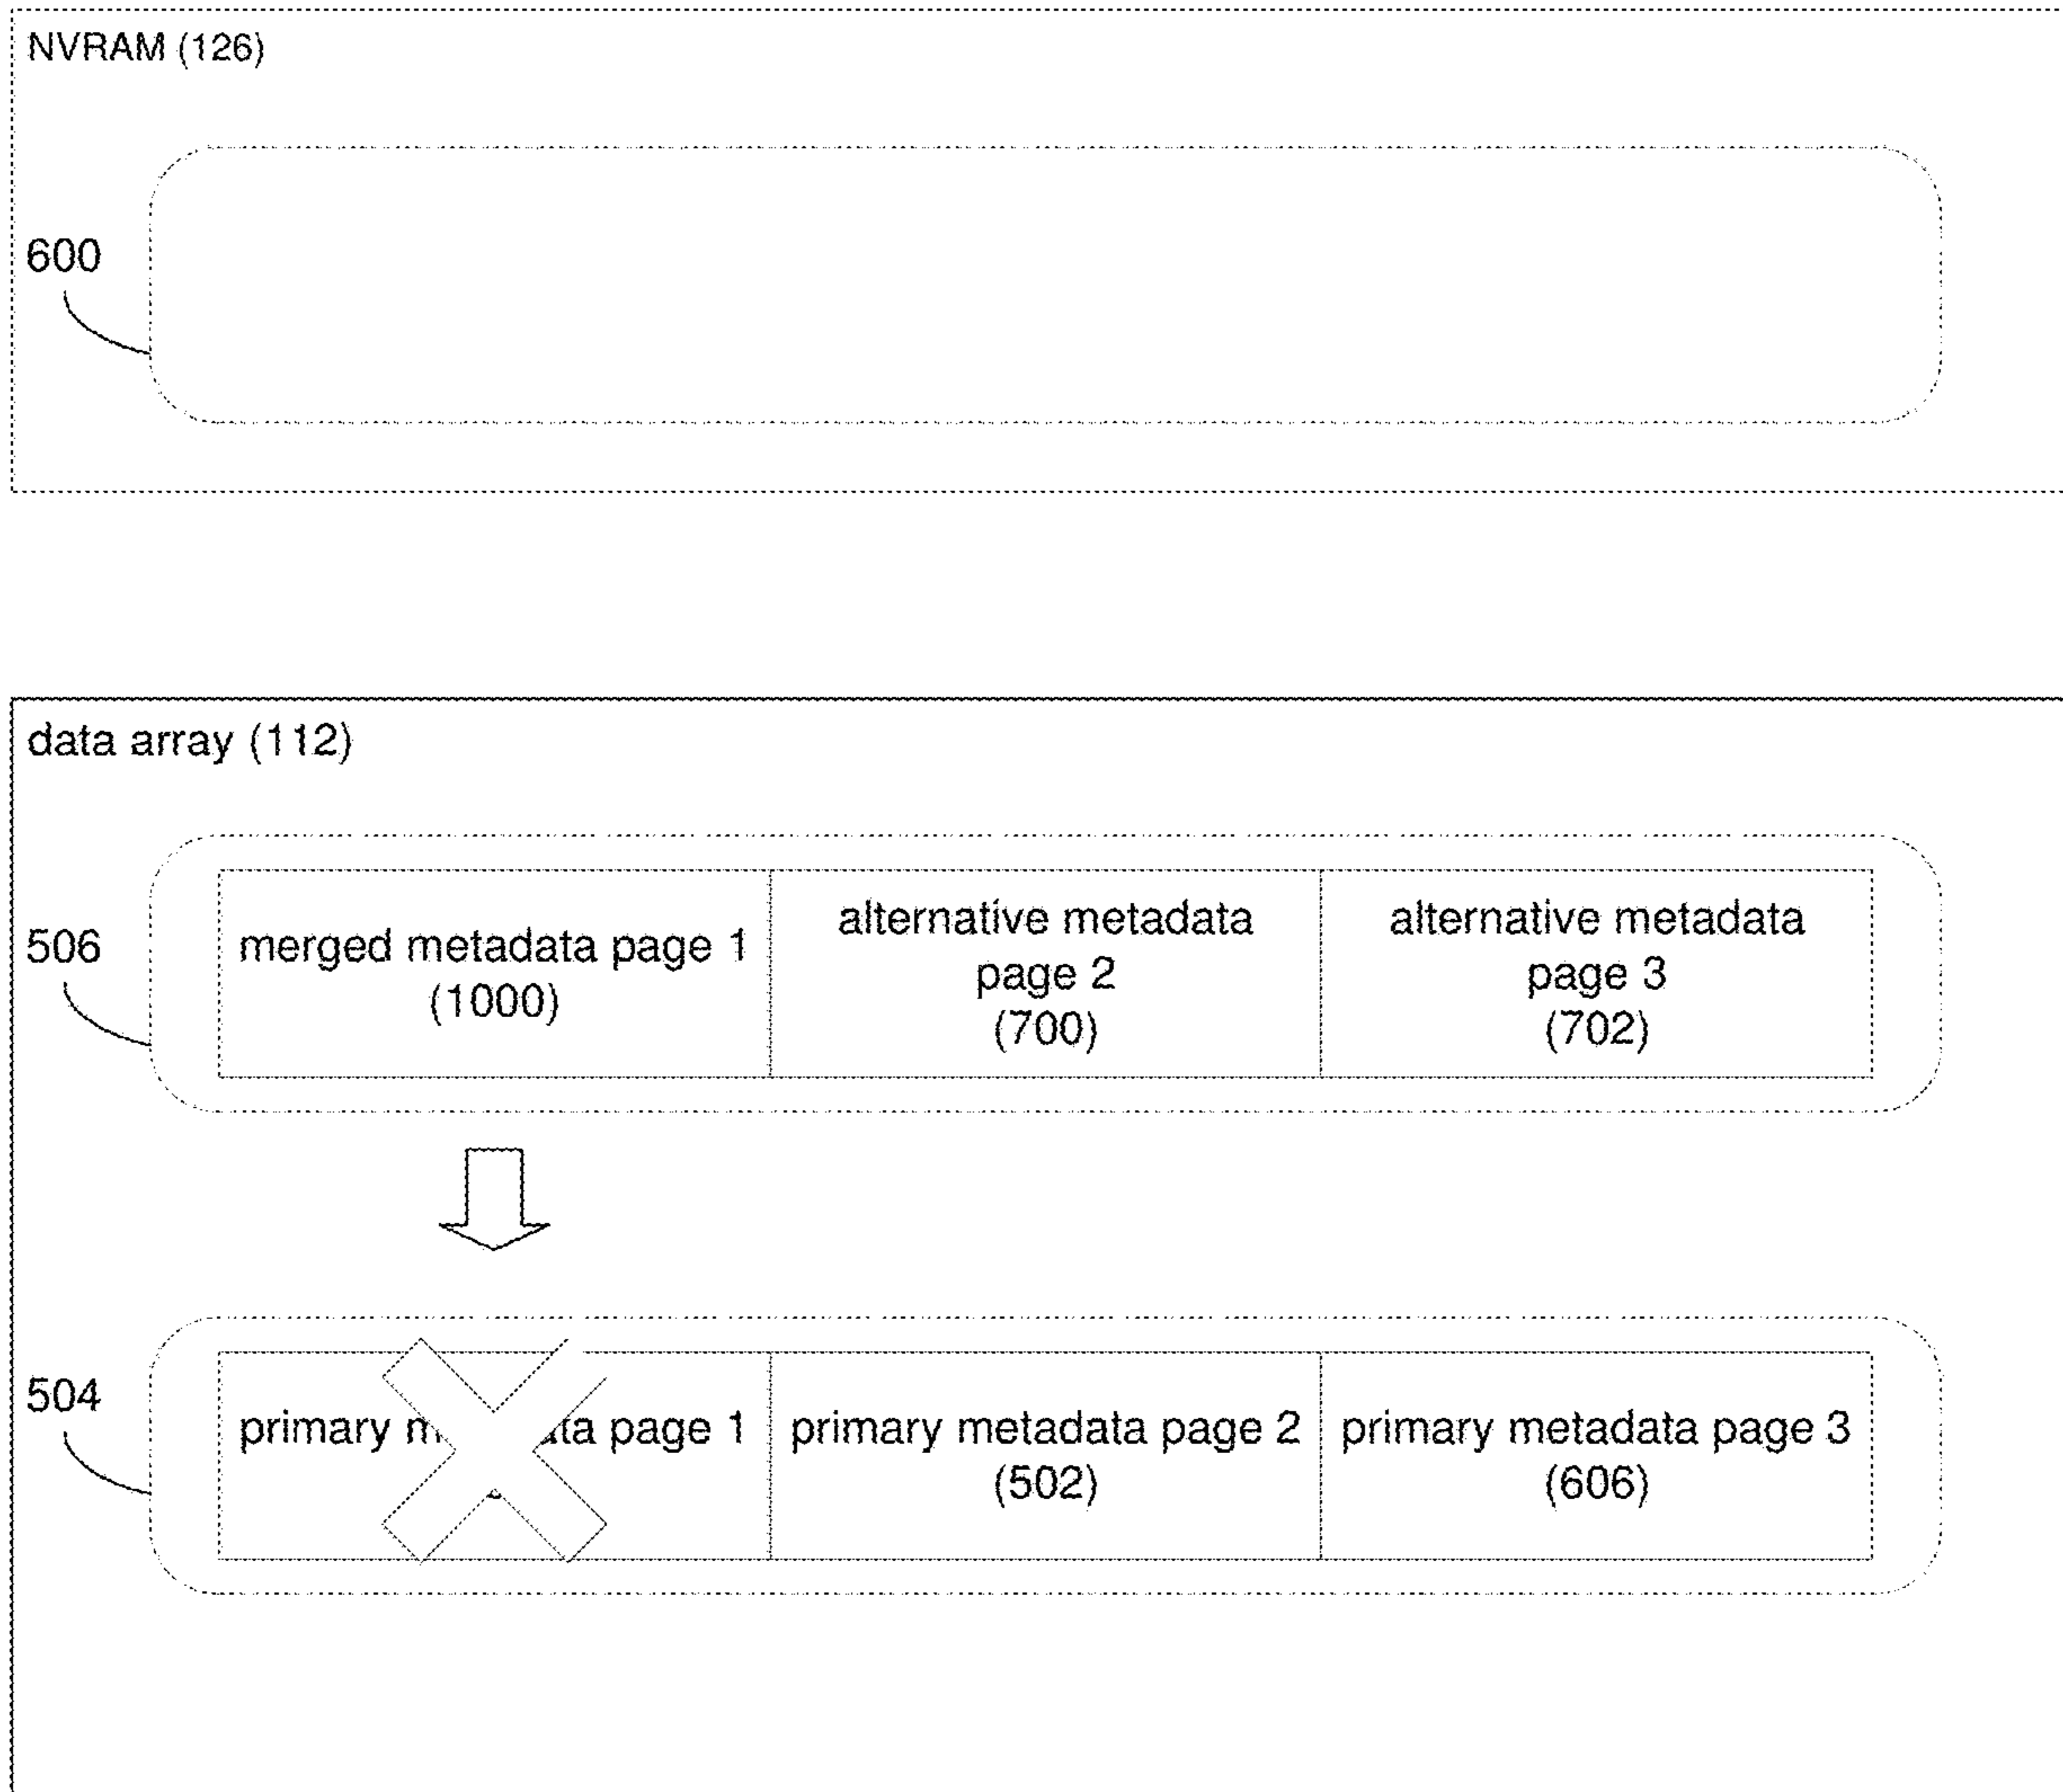 NVRAM (126)
600
data array (112)
506
merged metadata page 1
(1000)
alternative metadata
page 2
(700)
alternative metadata
page 3
(702)
504
primary page 1
primary metadata page 2
(502)
primary metadata page 3
(606)